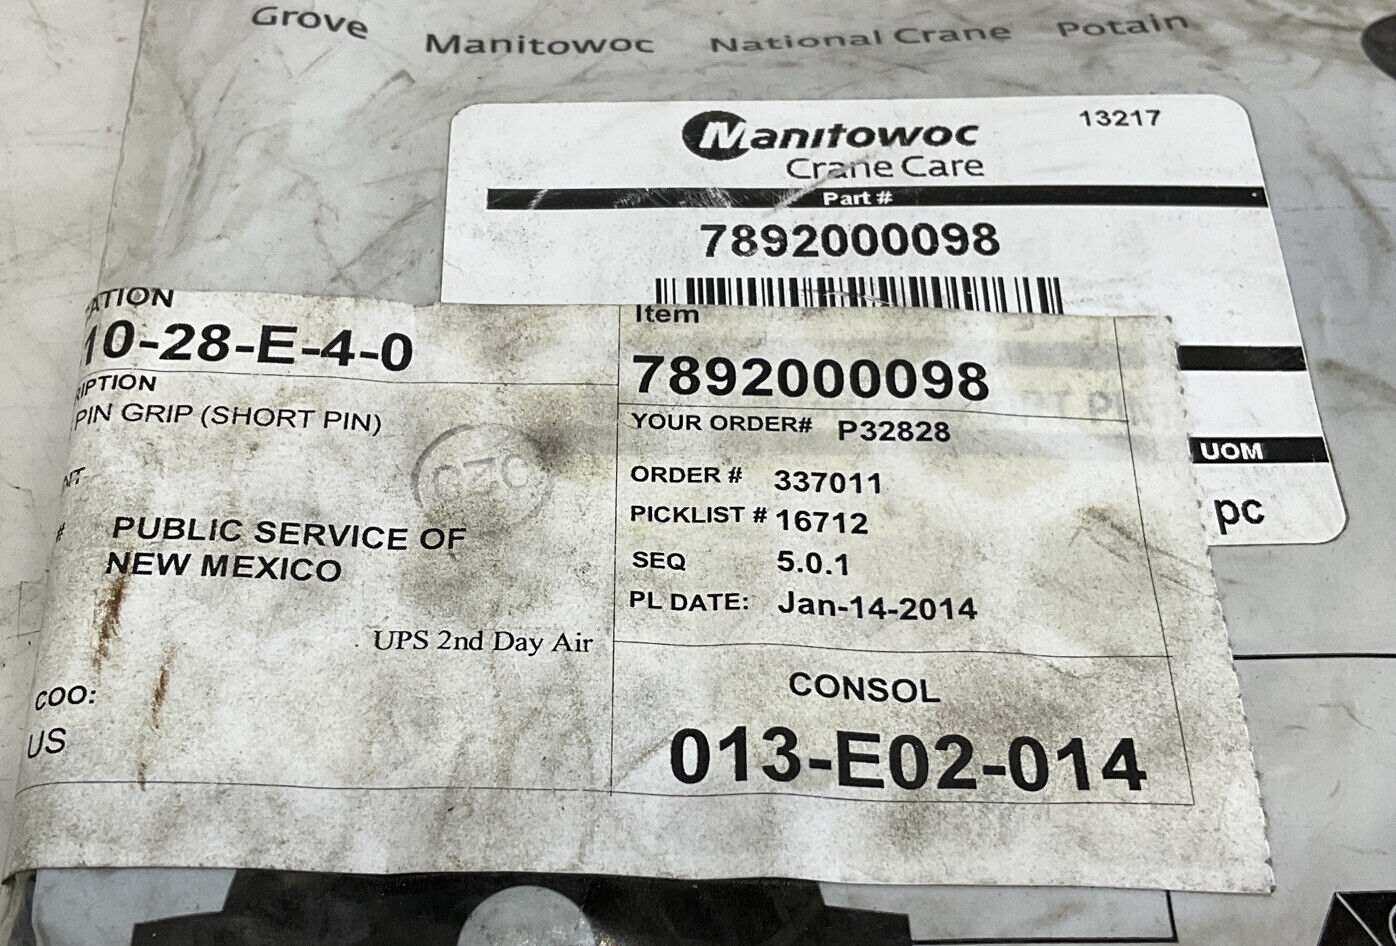 Grove Manitowoc National Crane Potain
Manitowoc 13217
Crane Care
Part #
7892000098
UOM
pc
ATION
10-28-E-4-0
IPTION
PIN GRIP (SHORT PIN)
NT
# PUBLIC SERVICE OF
NEW MEXICO
UPS 2nd Day Air
COO:
US
Item
7892000098
YOUR ORDER# P32828
ORDER # 337011
PICKLIST # 16712
SEQ 5.0.1
PL DATE: Jan-14-2014
CONSOL
013-E02-014